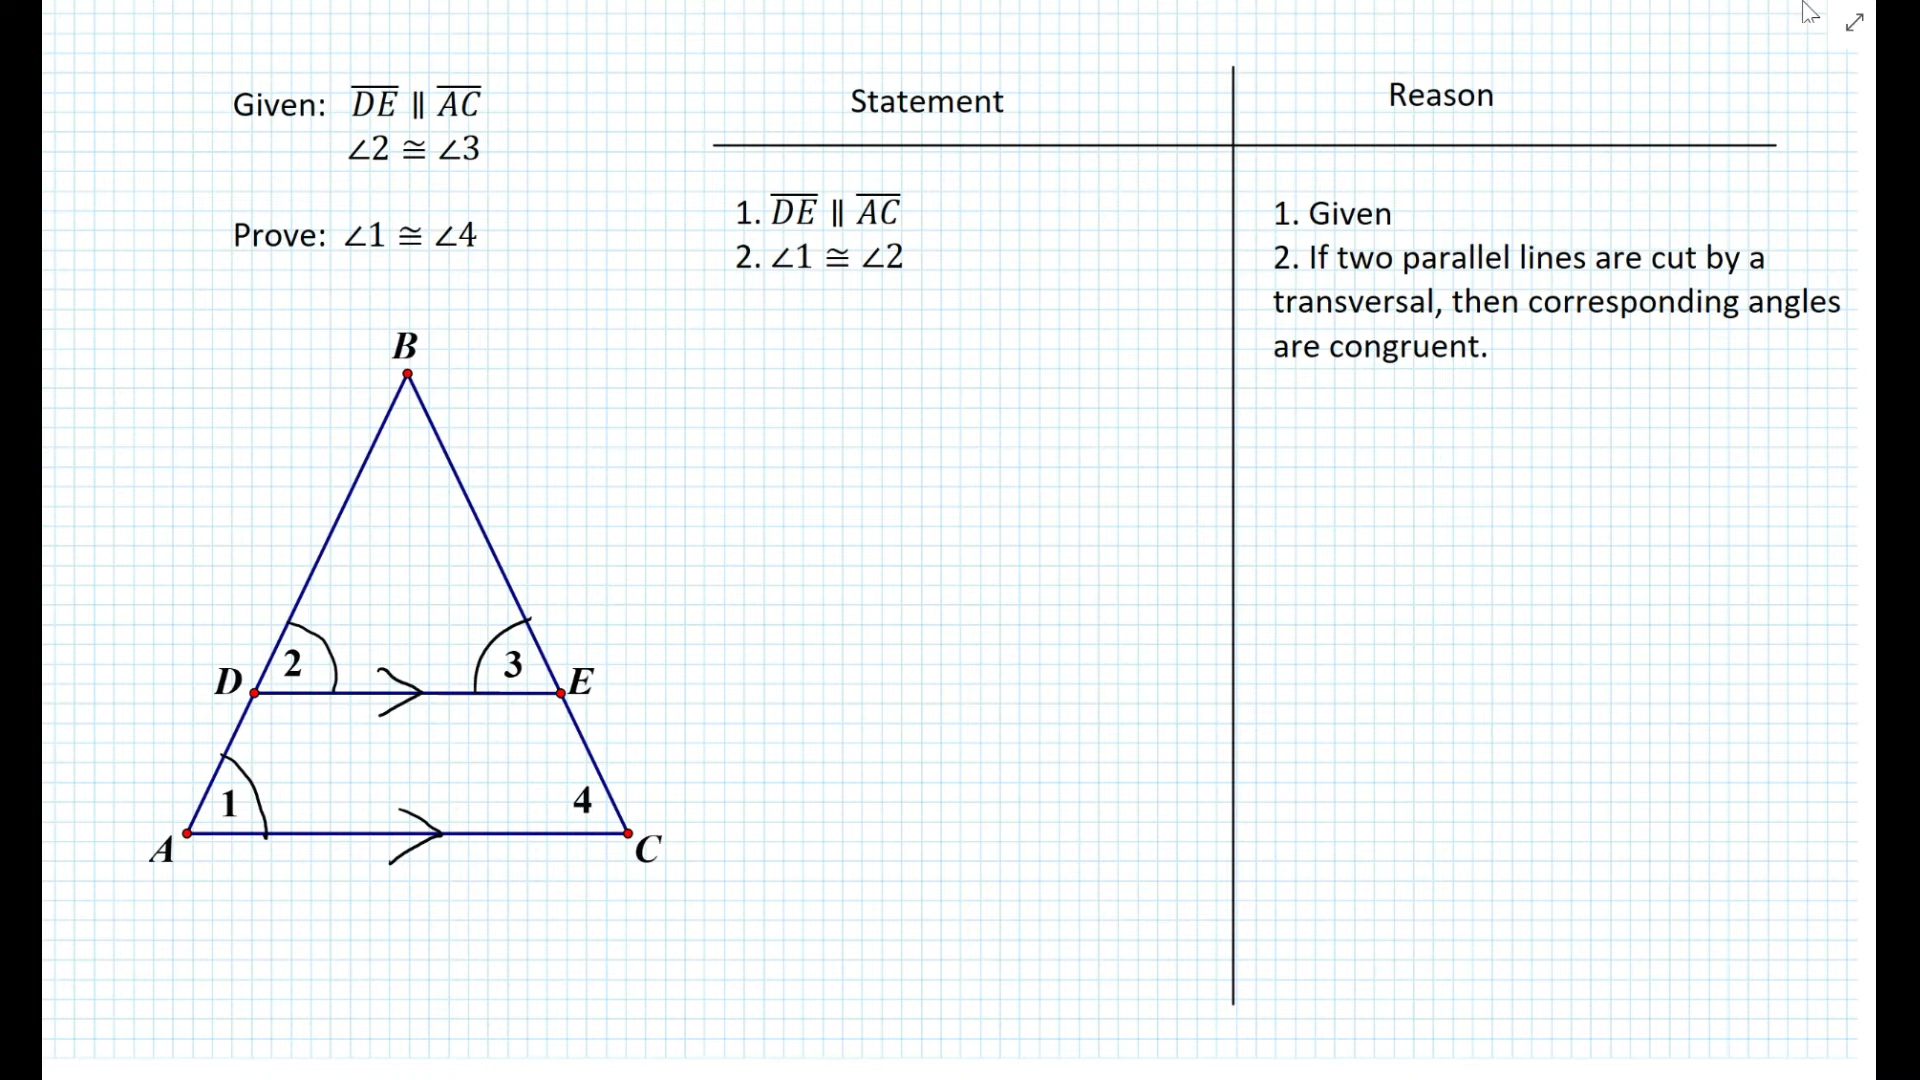 Given: DE ∥ AC
∠2 ≅ ∠3
Prove: ∠1 ≅ ∠4
Statement
Reason
1. DE ∥ AC
2. ∠1 ≅ ∠2
1. Given
2. If two parallel lines are cut by a
transversal, then corresponding angles
are congruent.
B
D
2
3
E
1
4
A
C